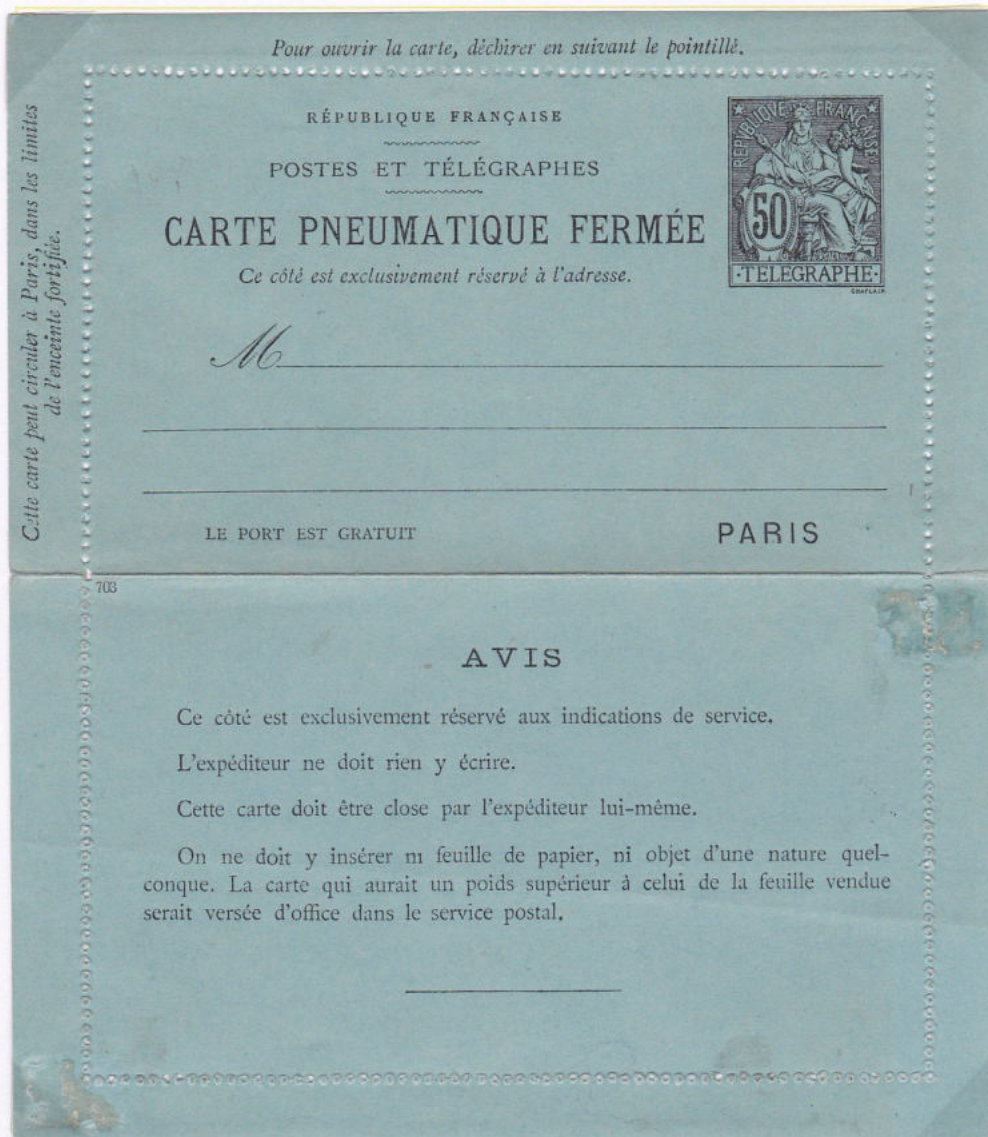 Pour ouvrir la carte, déchirer en suivant le pointillé.
Cette carte peut circuler à Paris, dans les limites
de l'enceinte fortifiée.
RÉPUBLIQUE FRANÇAISE
POSTES ET TÉLÉGRAPHES
CARTE PNEUMATIQUE FERMÉE
Ce côté est exclusivement réservé à l'adresse.
REPUBLIQUE FRANÇAISE
50
·TELEGRAPHE·
CHAPLAIN
M
LE PORT EST GRATUIT
PARIS
703
AVIS
Ce côté est exclusivement réservé aux indications de service.
L'expéditeur ne doit rien y écrire.
Cette carte doit être close par l'expéditeur lui-même.
On ne doit y insérer ni feuille de papier, ni objet d'une nature quel-
conque. La carte qui aurait un poids supérieur à celui de la feuille vendue
serait versée d'office dans le service postal.